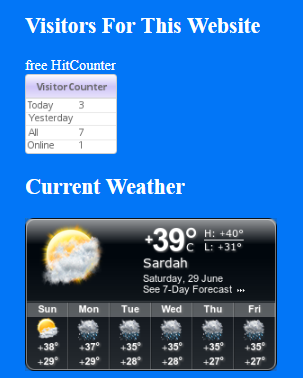 Visitors For This Website
free HitCounter
VisitorCounter
Today 3
Yesterday
All 7
Online 1
Current Weather
+39° C H: +40° L: +31°
Sardah
Saturday, 29 June
See 7-Day Forecast
Sun Mon Tue Wed Thu Fri
+38° +37° +35° +35° +35° +35°
+29° +29° +28° +28° +27° +27°